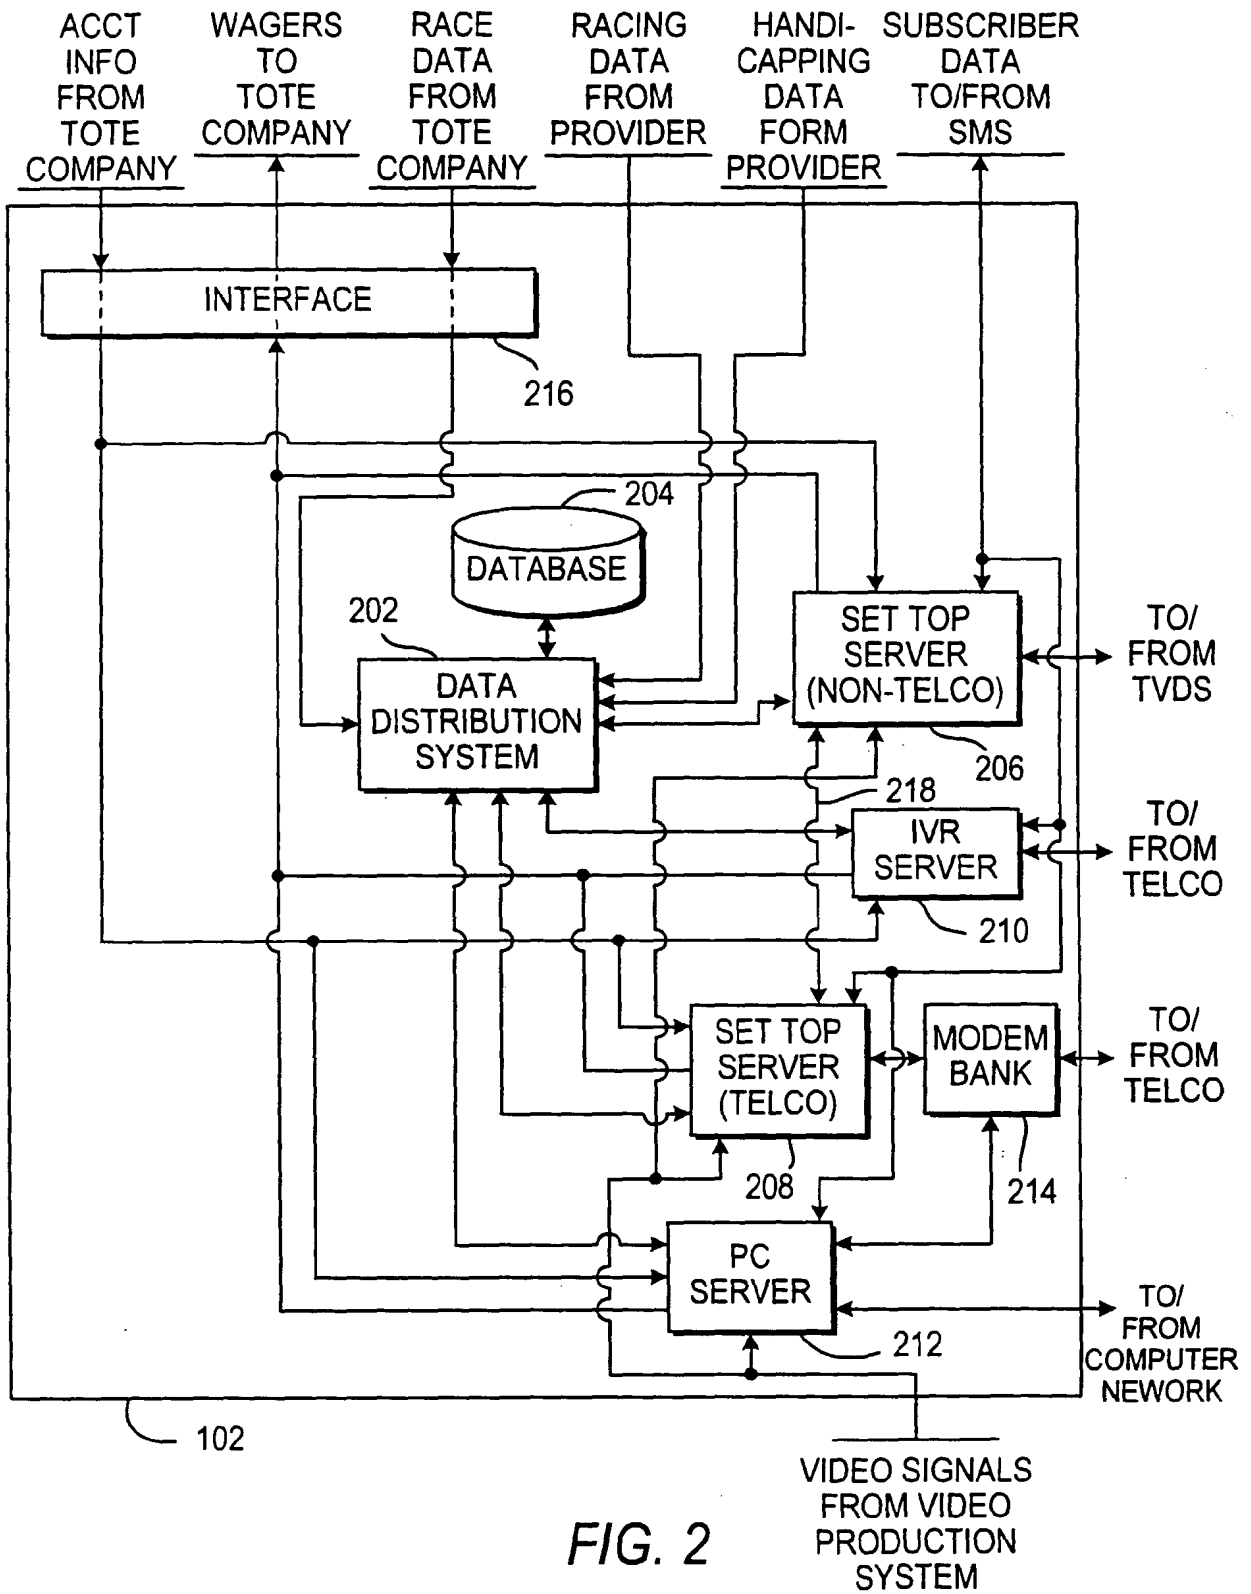 ACCT
INFO
FROM
TOTE
COMPANY
WAGERS
TO
TOTE
COMPANY
RACE
DATA
FROM
TOTE
COMPANY
RACING
DATA
FROM
PROVIDER
HANDI-
CAPPING
DATA
FORM
PROVIDER
SUBSCRIBER
DATA
TO/FROM
SMS
INTERFACE
216
204
DATABASE
202
DATA
DISTRIBUTION
SYSTEM
SET TOP
SERVER
(NON-TELCO)
206
TO/
FROM
TVDS
218
IVR
SERVER
210
TO/
FROM
TELCO
SET TOP
SERVER
(TELCO)
208
MODEM
BANK
214
TO/
FROM
TELCO
PC
SERVER
212
TO/
FROM
COMPUTER
NEWORK
102
VIDEO SIGNALS
FROM VIDEO
PRODUCTION
SYSTEM
FIG. 2